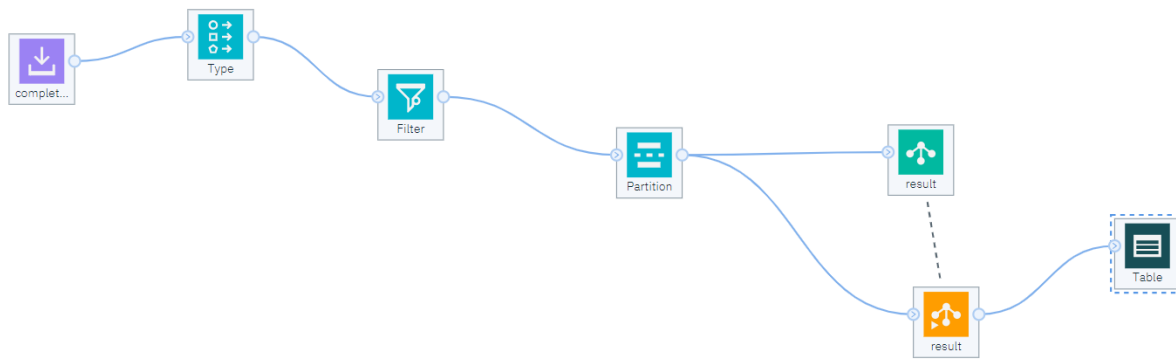 complet...
Type
Filter
Partition
result
result
Table